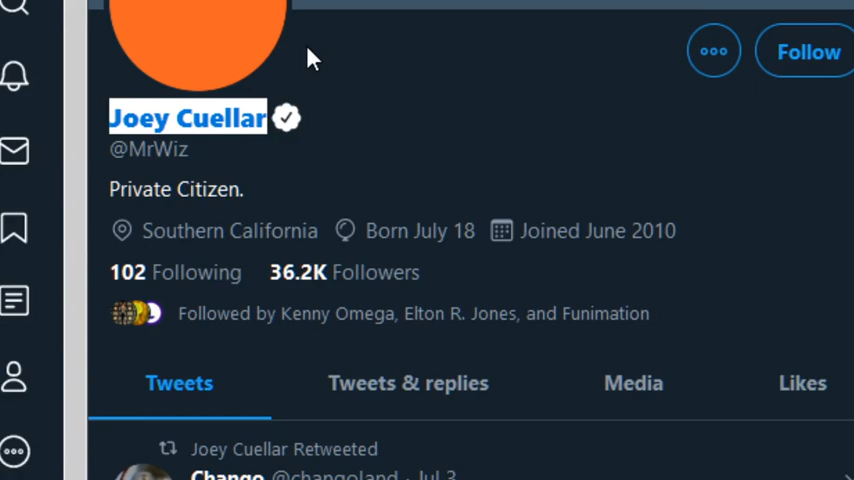 Follow
Joey Cuellar
@MrWiz
Private Citizen.
Southern California Born July 18 Joined June 2010
102 Following 36.2K Followers
Followed by Kenny Omega, Elton R. Jones, and Funimation
Tweets Tweets & replies Media Likes
Joey Cuellar Retweeted
Chango @changoland · Jul 3